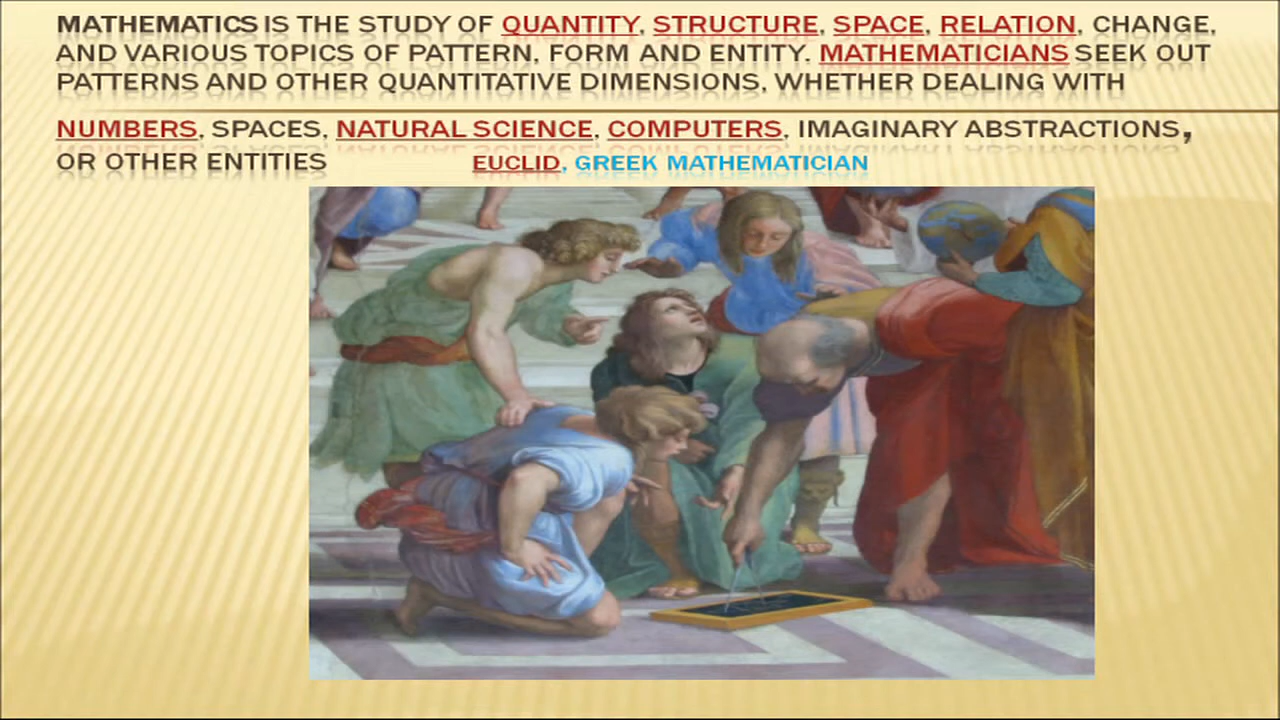 MATHEMATICS IS THE STUDY OF QUANTITY, STRUCTURE, SPACE, RELATION, CHANGE,
AND VARIOUS TOPICS OF PATTERN, FORM AND ENTITY. MATHEMATICIANS SEEK OUT
PATTERNS AND OTHER QUANTITATIVE DIMENSIONS, WHETHER DEALING WITH
NUMBERS, SPACES, NATURAL SCIENCE, COMPUTERS, IMAGINARY ABSTRACTIONS,
OR OTHER ENTITIES EUCLID, GREEK MATHEMATICIAN